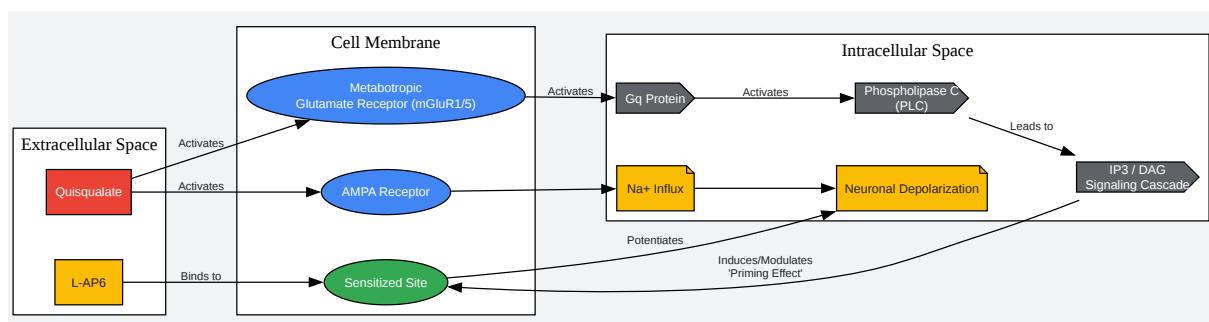 Cell Membrane
Intracellular Space
Extracellular Space
Metabotropic
Glutamate Receptor (mGluR1/5)
Activates
Gq Protein
Activates
Phospholipase C
(PLC)
Activates
Leads to
Quisqualate
Activates
AMPA Receptor
Na+ Influx
Neuronal Depolarization
IP3 / DAG
Signaling Cascade
Potentiates
L-AP6
Binds to
Sensitized Site
Induces/Modulates
'Priming Effect'